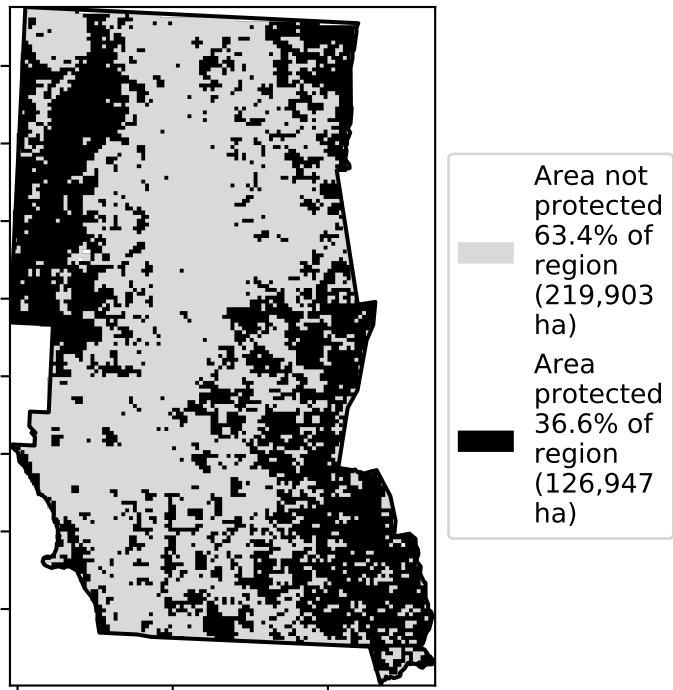 Area not
protected
63.4% of
region
(219,903
ha)
Area
protected
36.6% of
region
(126,947
ha)